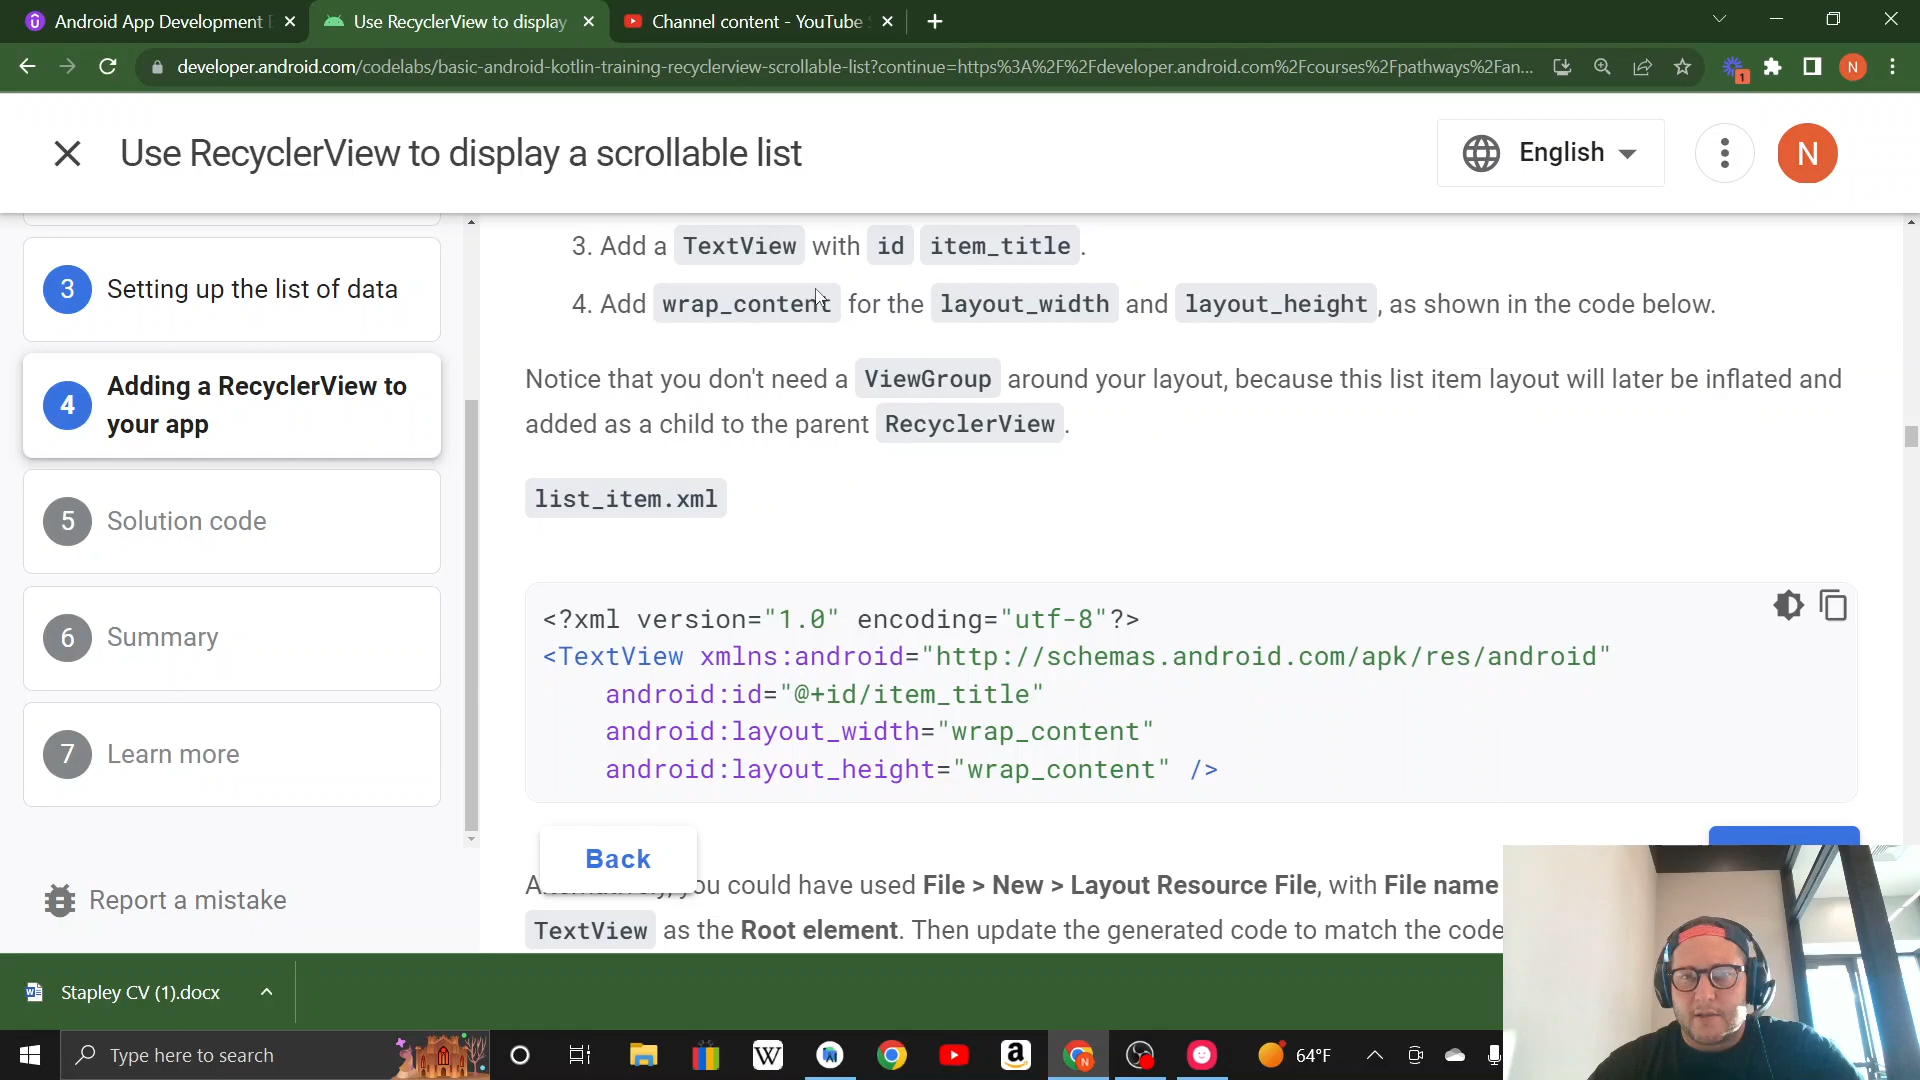 Android App Development
Use RecyclerView to display
Channel content - YouTube
developer.android.com/codelabs/basic-android-kotlin-training-recyclerview-scrollable-list?continue=https%3A%2F%2Fdeveloper.android.com%2Fcourses%2Fpathways%2Fan...
1
N
Use RecyclerView to display a scrollable list
English
N
3 Setting up the list of data
4 Adding a RecyclerView to
your app
5 Solution code
6 Summary
7 Learn more
Report a mistake
3. Add a TextView with id item_title.
4. Add wrap_content for the layout_width and layout_height, as shown in the code below.
Notice that you don't need a ViewGroup around your layout, because this list item layout will later be inflated and
added as a child to the parent RecyclerView.
list_item.xml
<?xml version="1.0" encoding="utf-8"?>
<TextView xmlns:android="http://schemas.android.com/apk/res/android"
android:id="@+id/item_title"
android:layout_width="wrap_content"
android:layout_height="wrap_content" />
Back
you could have used File > New > Layout Resource File, with File name
TextView as the Root element. Then update the generated code to match the code
Stapley CV (1).docx
Type here to search
W
a
N
64°F